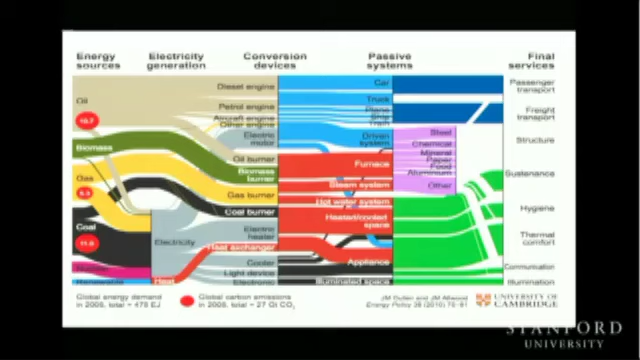 Energy sources
Electricity generation
Conversion devices
Passive systems
Final services
Oil
Biomass
Gas
Coal
Nuclear
Renewable
Electricity
Heat
Diesel engine
Petrol engine
Aircraft engine
Other engine
Electric motor
Oil burner
Biomass burner
Gas burner
Coal burner
Electric heater
Heat exchanger
Cooler
Light device
Electronic
Car
Truck
Plane
Ship
Train
Driven system
Furnace
Steam system
Hot water system
Heated/cooled space
Appliance
Illuminated space
Steel
Chemical
Mineral
Paper
Food
Aluminium
Other
Passenger transport
Freight transport
Structure
Sustenance
Hygiene
Thermal comfort
Communication
Illumination
Global energy demand in 2005, total = 475 EJ
Global carbon emissions in 2005, total = 27 Gt CO₂
JM Cullen and JM Allwood
Energy Policy 38 (2010) 75–81
UNIVERSITY OF CAMBRIDGE
STANFORD
UNIVERSITY